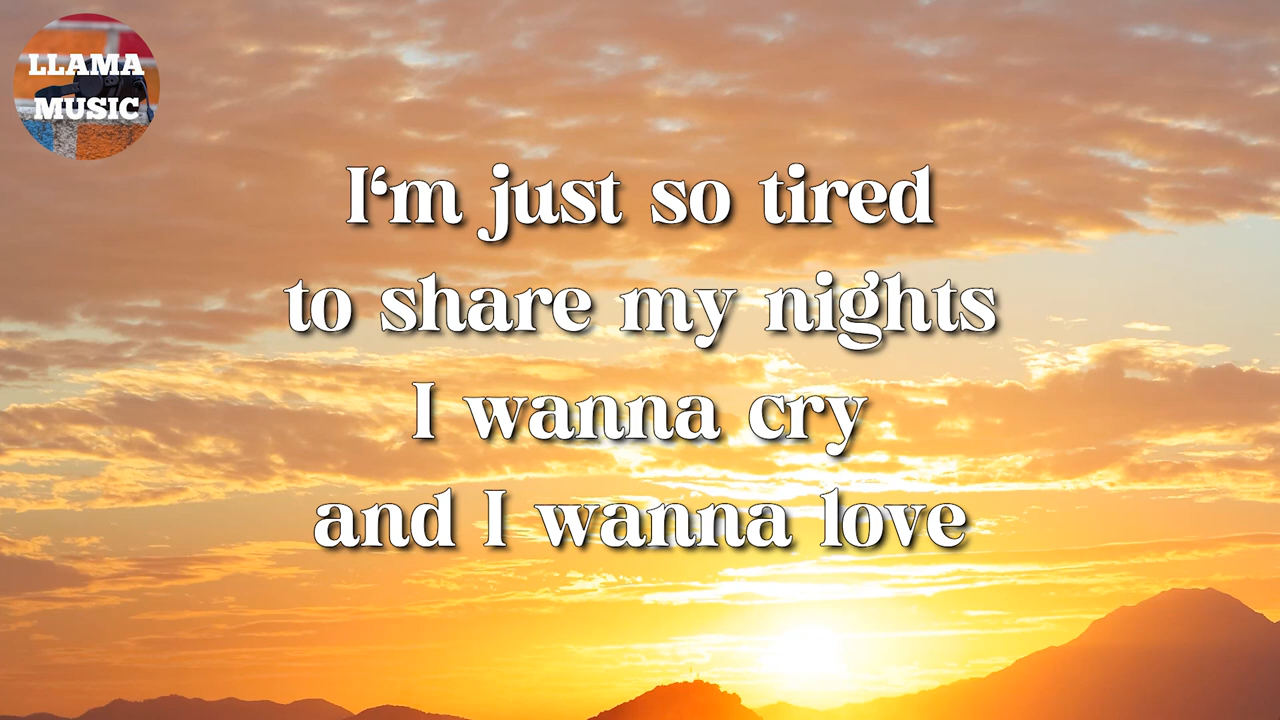 LLAMA
MUSIC
I‘m just so tired
to share my nights
I wanna cry
and I wanna love